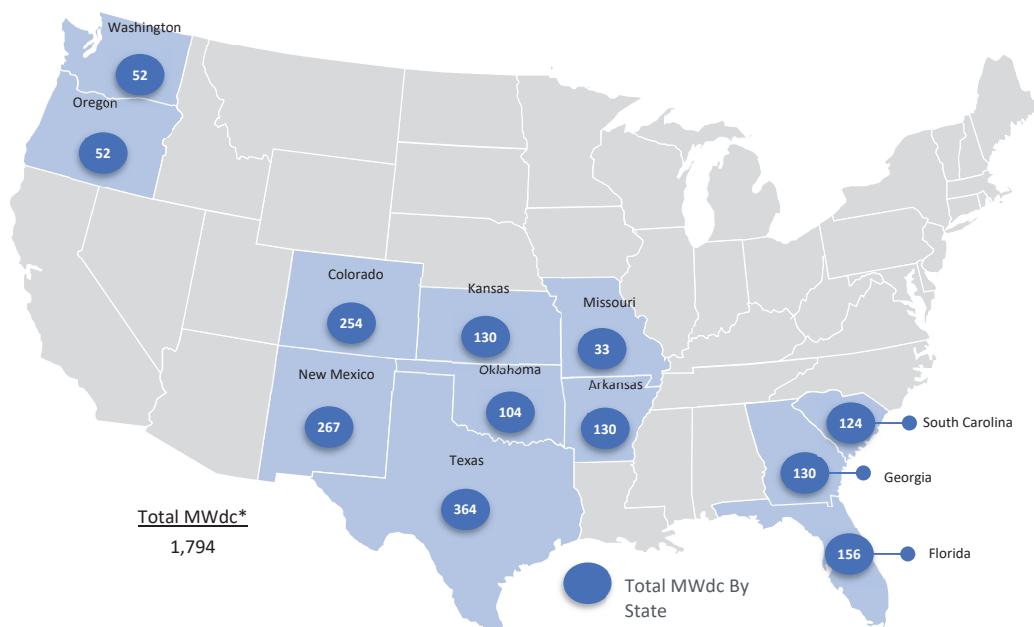 Washington
52
Oregon
52
Colorado
254
Kansas
130
Missouri
33
New Mexico
267
Oklahoma
104
Arkansas
130
Texas
364
124
South Carolina
130
Georgia
156
Florida
Total MWdc*
1,794
Total MWdc By
State